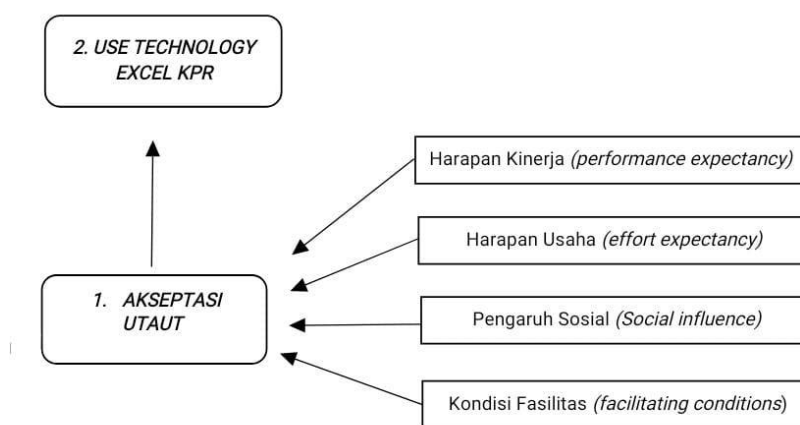 2. USE TECHNOLOGY
EXCEL KPR
Harapan Kinerja (performance expectancy)
Harapan Usaha (effort expectancy)
1. AKSEPTASI
UTAUT
Pengaruh Sosial (Social influence)
Kondisi Fasilitas (facilitating conditions)